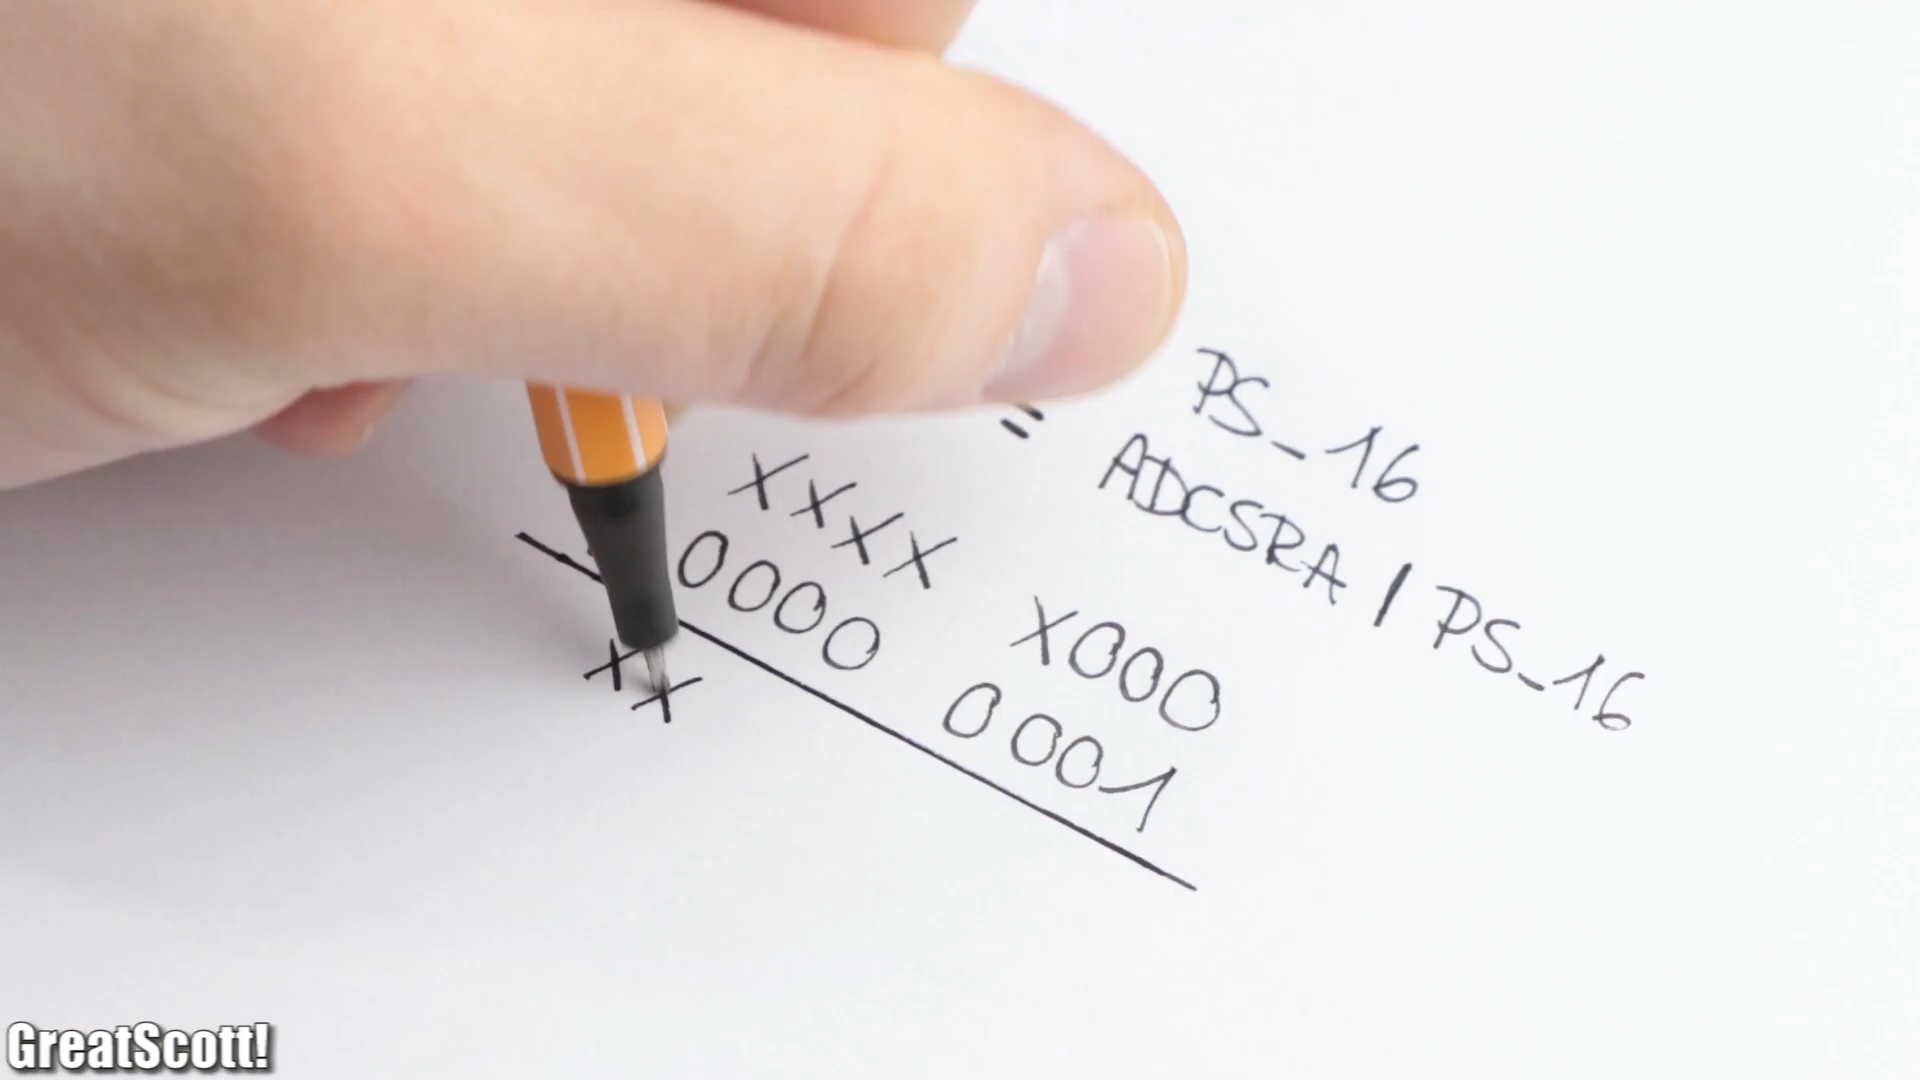 PS_16
= ADCSRA | PS_16
XXXX X000
0000 0001
XX
GreatScott!